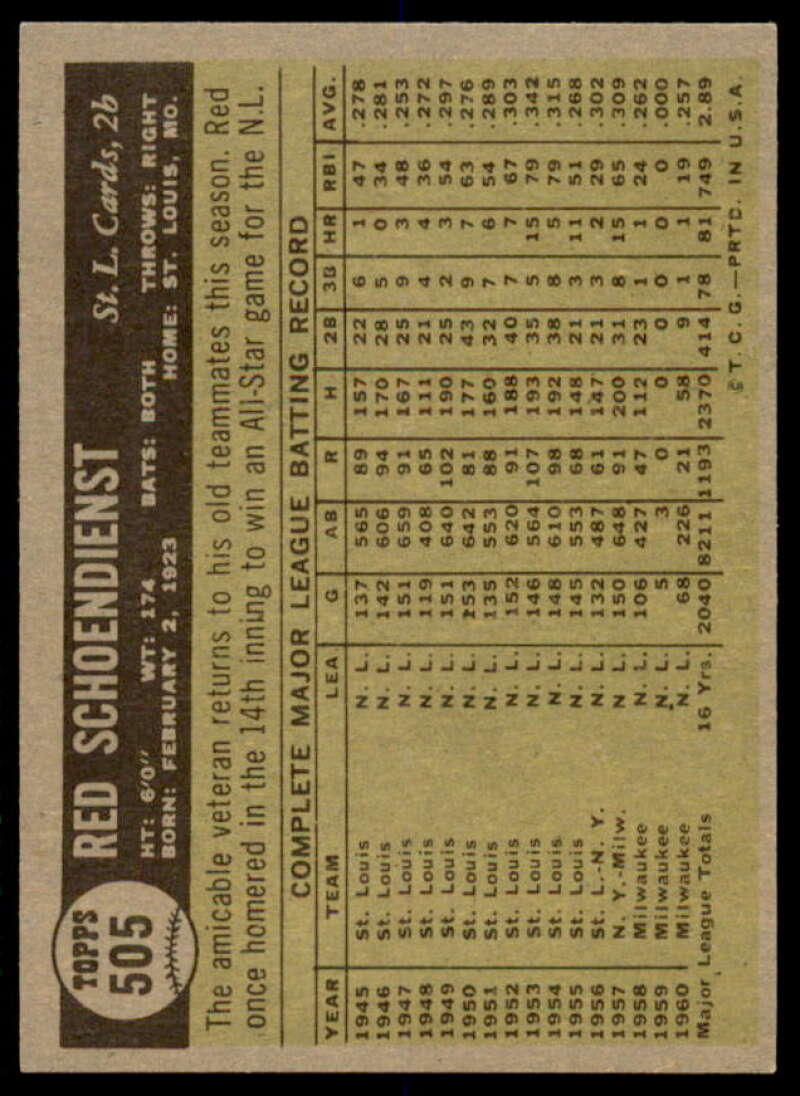 TOPPS
505
RED SCHOENDIENST
St. L. Cards, 2b
HT: 6'0" WT: 174 BATS: BOTH THROWS: RIGHT
BORN: FEBRUARY 2, 1923 HOME: ST. LOUIS, MO.
The amicable veteran returns to his old teammates this season. Red
once homered in the 14th inning to win an All-Star game for the N.L.
COMPLETE MAJOR LEAGUE BATTING RECORD
YEAR TEAM LEA G AB R H 2B 3B HR RBI AVG.
1945 St. Louis N. L. 137 565 89 157 22 6 1 47 .278
1946 St. Louis N. L. 142 606 94 170 28 5 0 34 .281
1947 St. Louis N. L. 151 659 91 167 25 9 3 48 .253
1948 St. Louis N. L. 119 408 65 111 21 4 4 36 .272
1949 St. Louis N. L. 151 640 102 190 25 2 3 54 .297
1950 St. Louis N. L. 153 642 81 177 43 9 7 63 .276
1951 St. Louis N. L. 135 553 88 160 32 7 6 54 .289
1952 St. Louis N. L. 152 620 91 188 40 7 7 67 .303
1953 St. Louis N. L. 146 564 107 193 35 5 15 79 .342
1954 St. Louis N. L. 148 610 98 192 38 8 5 79 .315
1955 St. Louis N. L. 145 553 68 148 21 3 11 51 .268
1956 St. L.-N. Y. N. L. 132 487 61 147 21 3 2 29 .302
1957 N. Y.-Milw. N. L. 150 648 91 200 31 8 15 65 .309
1958 Milwaukee N. L. 106 427 47 112 23 1 1 24 .262
1959 Milwaukee N. L. 5 3 0 0 0 0 0 0 .000
1960 Milwaukee N. L. 68 226 21 58 9 1 1 19 .257
Major League Totals 16 Yrs. 2040 8211 1193 2370 414 78 81 749 2.89
©T. C. G.—PRTD. IN U.S.A.